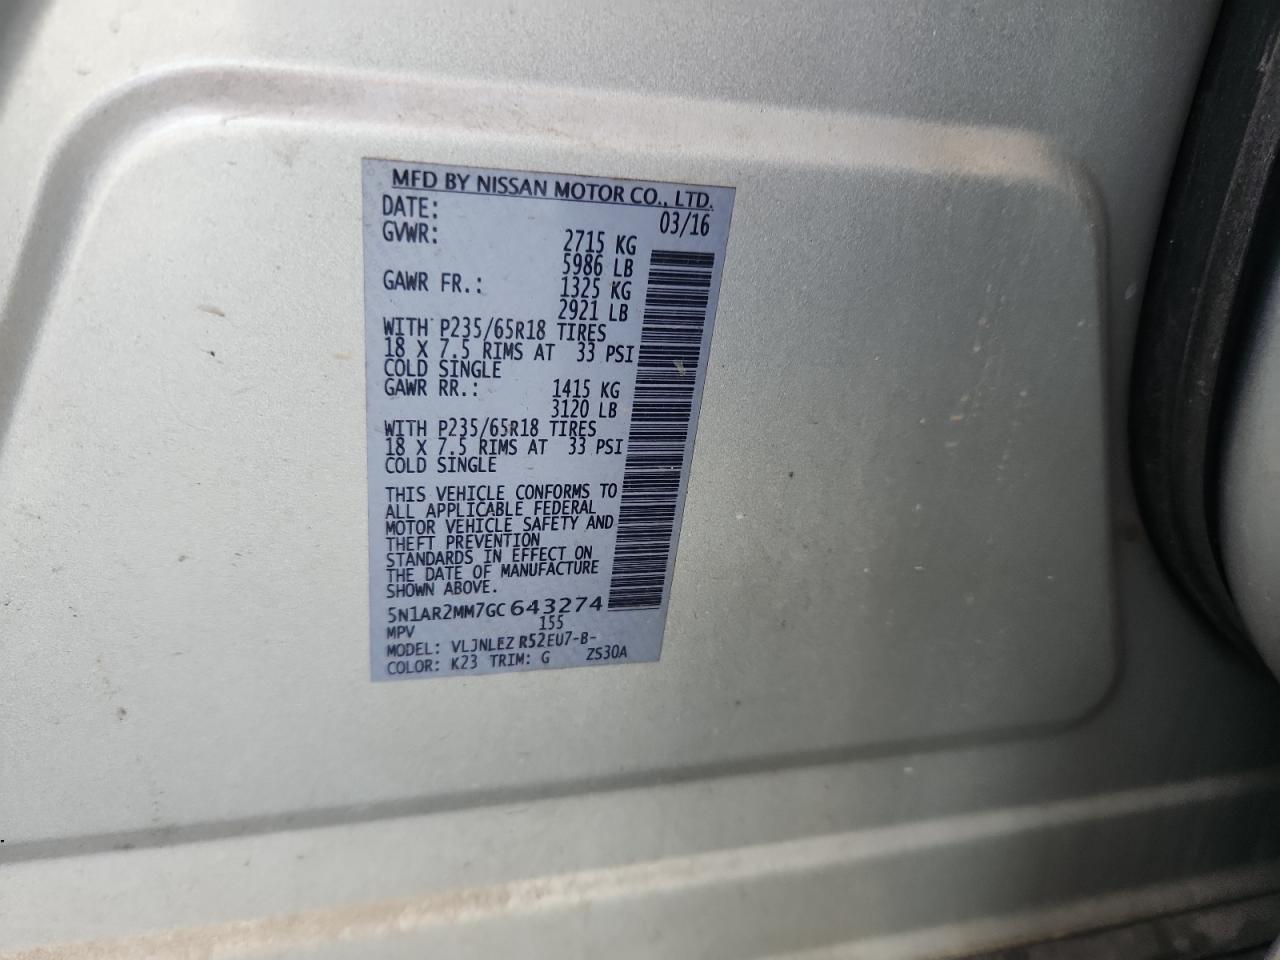 MFD BY NISSAN MOTOR CO., LTD.
DATE: 03/16
GVWR: 2715 KG
5986 LB
GAWR FR.: 1325 KG
2921 LB
WITH P235/65R18 TIRES
18 X 7.5 RIMS AT 33 PSI
COLD SINGLE
GAWR RR.: 1415 KG
3120 LB
WITH P235/65R18 TIRES
18 X 7.5 RIMS AT 33 PSI
COLD SINGLE
THIS VEHICLE CONFORMS TO
ALL APPLICABLE FEDERAL
MOTOR VEHICLE SAFETY AND
THEFT PREVENTION
STANDARDS IN EFFECT ON
THE DATE OF MANUFACTURE
SHOWN ABOVE.
5N1AR2MM7GC643274
MPV 155
MODEL: VLJNLEZ R52EU7-B-
COLOR: K23 TRIM: G ZS30A